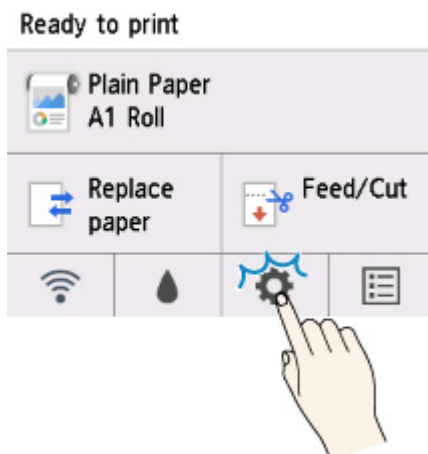 Ready to print
Plain Paper
A1 Roll
Replace
paper
Feed/Cut